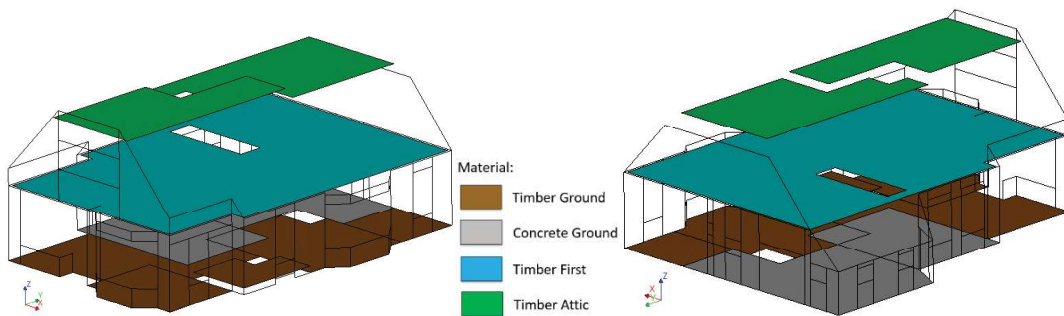 Material:
Timber Ground
Concrete Ground
Timber First
Timber Attic
Z
Y
X
Z
X
Y